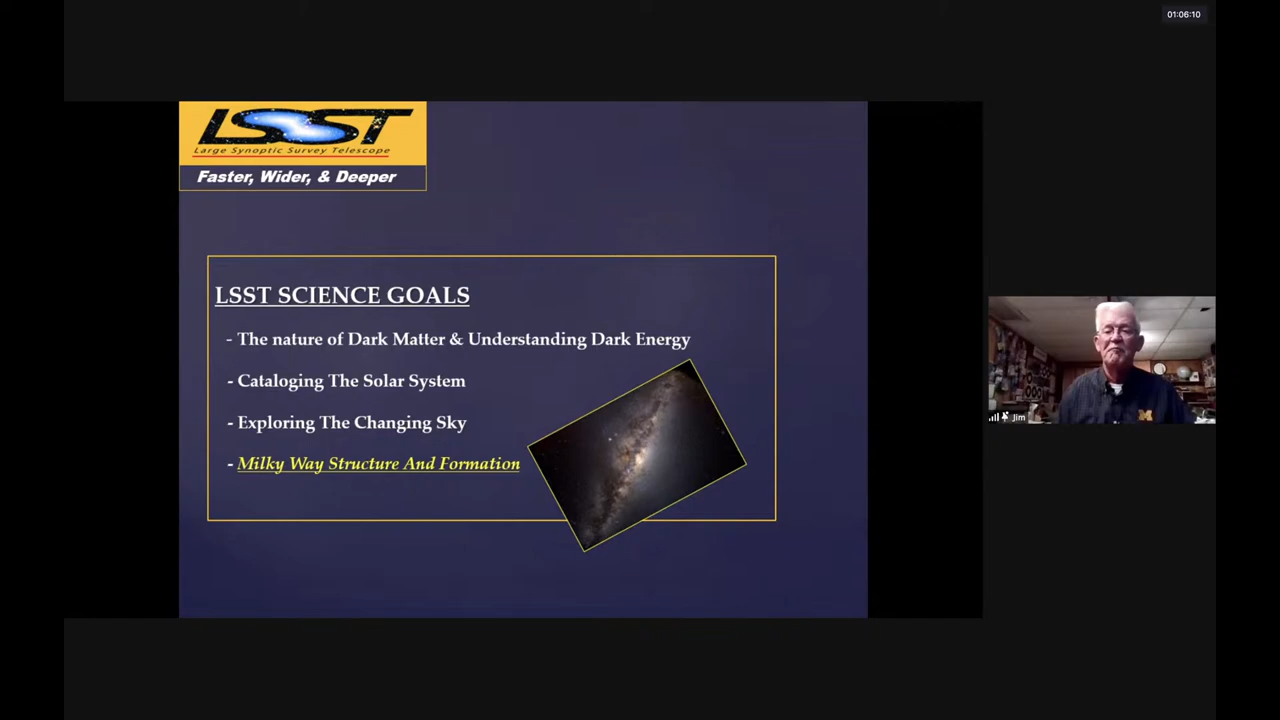 01:06:10
LSST
Large Synoptic Survey Telescope
Faster, Wider, & Deeper
LSST SCIENCE GOALS
- The nature of Dark Matter & Understanding Dark Energy
- Cataloging The Solar System
- Exploring The Changing Sky
- Milky Way Structure And Formation
Jim
M